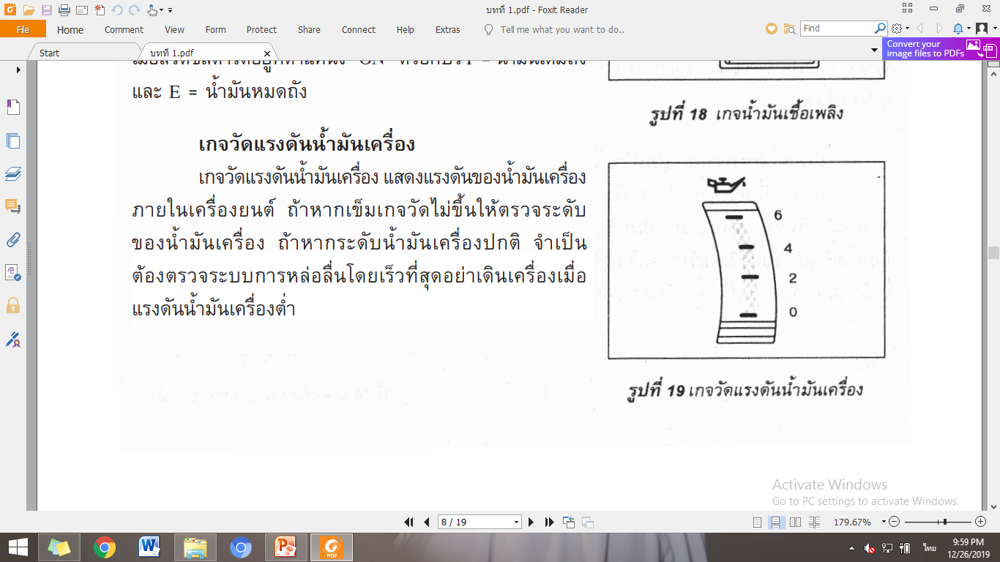 บทที่ 1.pdf - Foxit Reader
File Home Comment View Form Protect Share Connect Help Extras Tell me what you want to do.. Find
Start บทที่ 1.pdf
Convert your
image files to PDFs
และ E = น้ำมันหมดถัง
รูปที่ 18 เกจน้ำมันเชื้อเพลิง
เกจวัดแรงดันน้ำมันเครื่อง
เกจวัดแรงดันน้ำมันเครื่อง แสดงแรงดันของน้ำมันเครื่อง
ภายในเครื่องยนต์ ถ้าหากเข็มเกจวัดไม่ขึ้นให้ตรวจระดับ
ของน้ำมันเครื่อง ถ้าหากระดับน้ำมันเครื่องปกติ จำเป็น
ต้องตรวจระบบการหล่อลื่นโดยเร็วที่สุดอย่าเดินเครื่องเมื่อ
แรงดันน้ำมันเครื่องต่ำ
6
4
2
0
รูปที่ 19 เกจวัดแรงดันน้ำมันเครื่อง
Activate Windows
Go to PC settings to activate Windows.
8 / 19
179.67%
ไทย
9:59 PM
12/26/2019